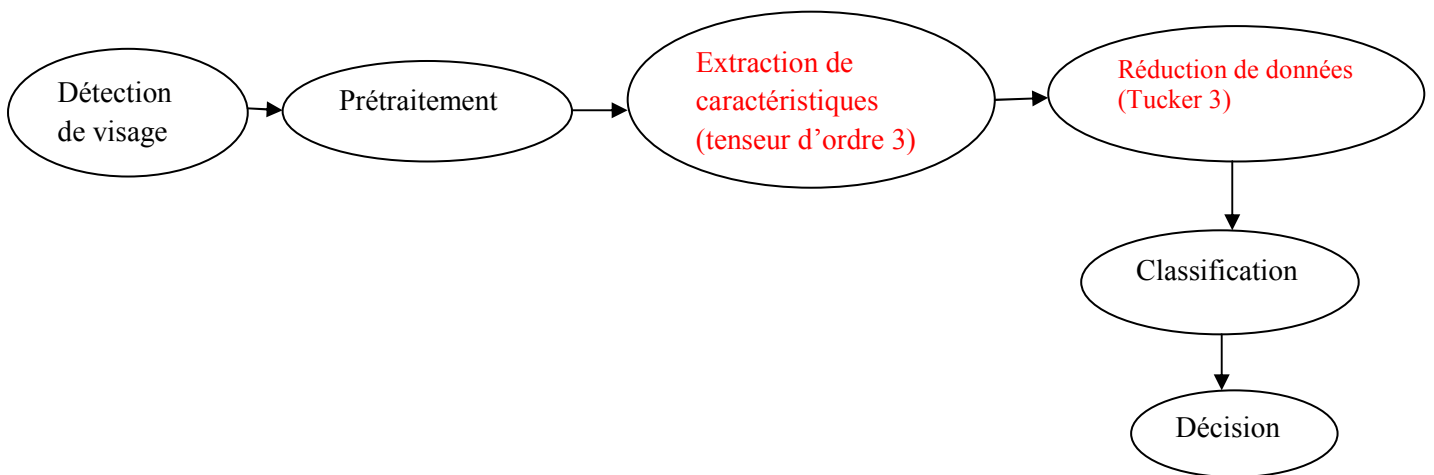 Détection
de visage
Prétraitement
Extraction de
caractéristiques
(tenseur d’ordre 3)
Réduction de données
(Tucker 3)
Classification
Décision